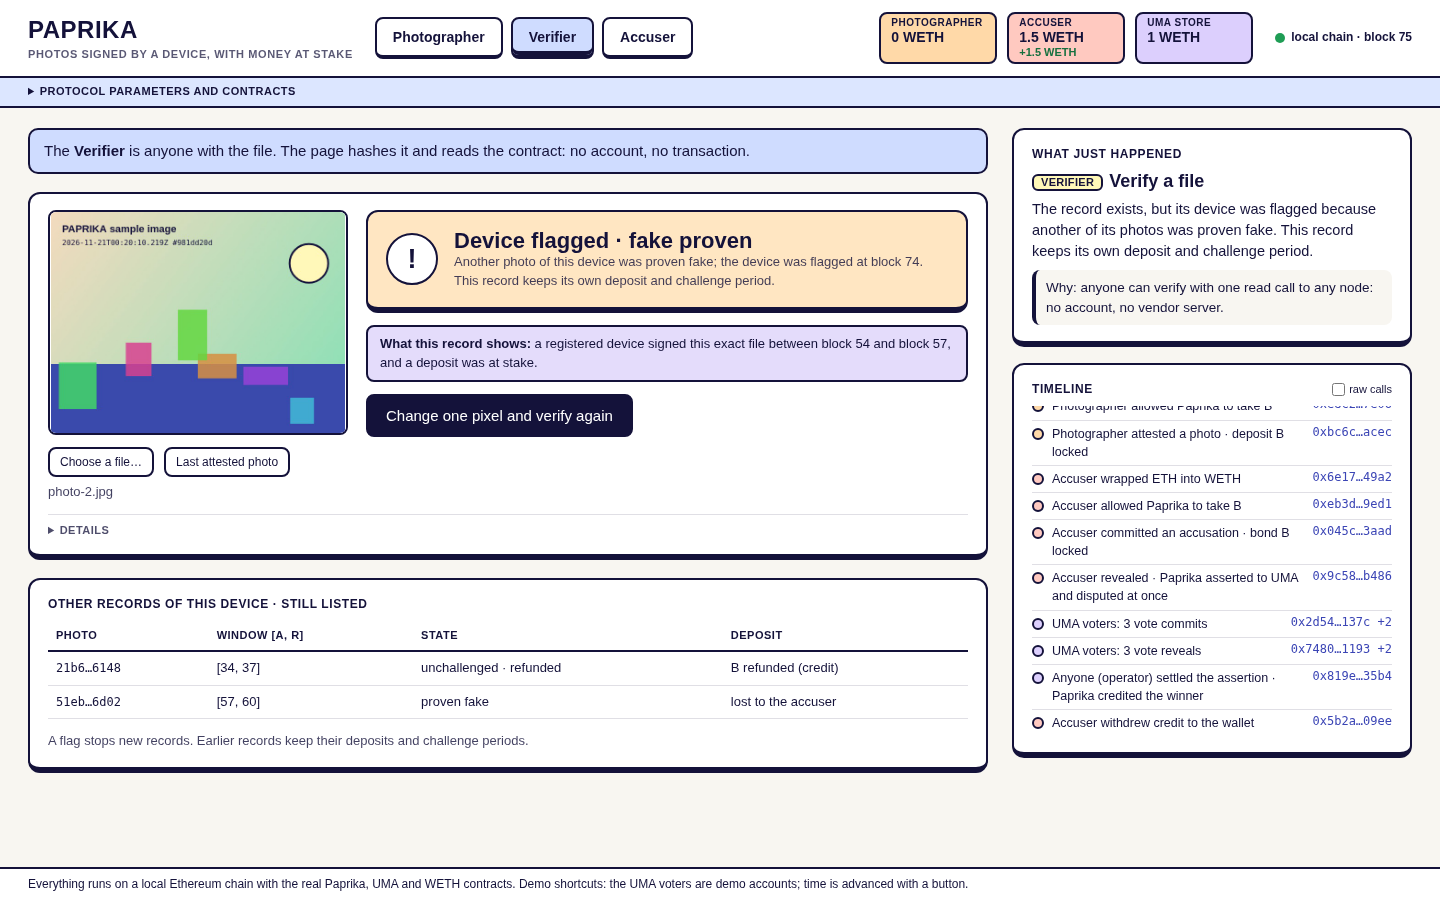 PAPRIKA
PHOTOS SIGNED BY A DEVICE, WITH MONEY AT STAKE
Photographer
Verifier
Accuser
PHOTOGRAPHER
0 WETH
ACCUSER
1.5 WETH
+1.5 WETH
UMA STORE
1 WETH
local chain · block 75
PROTOCOL PARAMETERS AND CONTRACTS
The Verifier is anyone with the file. The page hashes it and reads the contract: no account, no transaction.
PAPRIKA sample image
2026-11-21T00:20:10.219Z #981dd20d
!
Device flagged · fake proven
Another photo of this device was proven fake; the device was flagged at block 74.
This record keeps its own deposit and challenge period.
What this record shows: a registered device signed this exact file between block 54 and block 57,
and a deposit was at stake.
Change one pixel and verify again
Choose a file…
Last attested photo
photo-2.jpg
DETAILS
OTHER RECORDS OF THIS DEVICE · STILL LISTED
PHOTO WINDOW [A, R] STATE DEPOSIT
21b6…6148 [34, 37] unchallenged · refunded B refunded (credit)
51eb…6d02 [57, 60] proven fake lost to the accuser
A flag stops new records. Earlier records keep their deposits and challenge periods.
WHAT JUST HAPPENED
VERIFIER Verify a file
The record exists, but its device was flagged because
another of its photos was proven fake. This record
keeps its own deposit and challenge period.
Why: anyone can verify with one read call to any node:
no account, no vendor server.
TIMELINE
raw calls
Photographer allowed Paprika to take B
Photographer attested a photo · deposit B 0xbc6c…acec
locked
Accuser wrapped ETH into WETH 0x6e17…49a2
Accuser allowed Paprika to take B 0xeb3d…9ed1
Accuser committed an accusation · bond B 0x045c…3aad
locked
Accuser revealed · Paprika asserted to UMA 0x9c58…b486
and disputed at once
UMA voters: 3 vote commits 0x2d54…137c +2
UMA voters: 3 vote reveals 0x7480…1193 +2
Anyone (operator) settled the assertion · 0x819e…35b4
Paprika credited the winner
Accuser withdrew credit to the wallet 0x5b2a…09ee
Everything runs on a local Ethereum chain with the real Paprika, UMA and WETH contracts. Demo shortcuts: the UMA voters are demo accounts; time is advanced with a button.